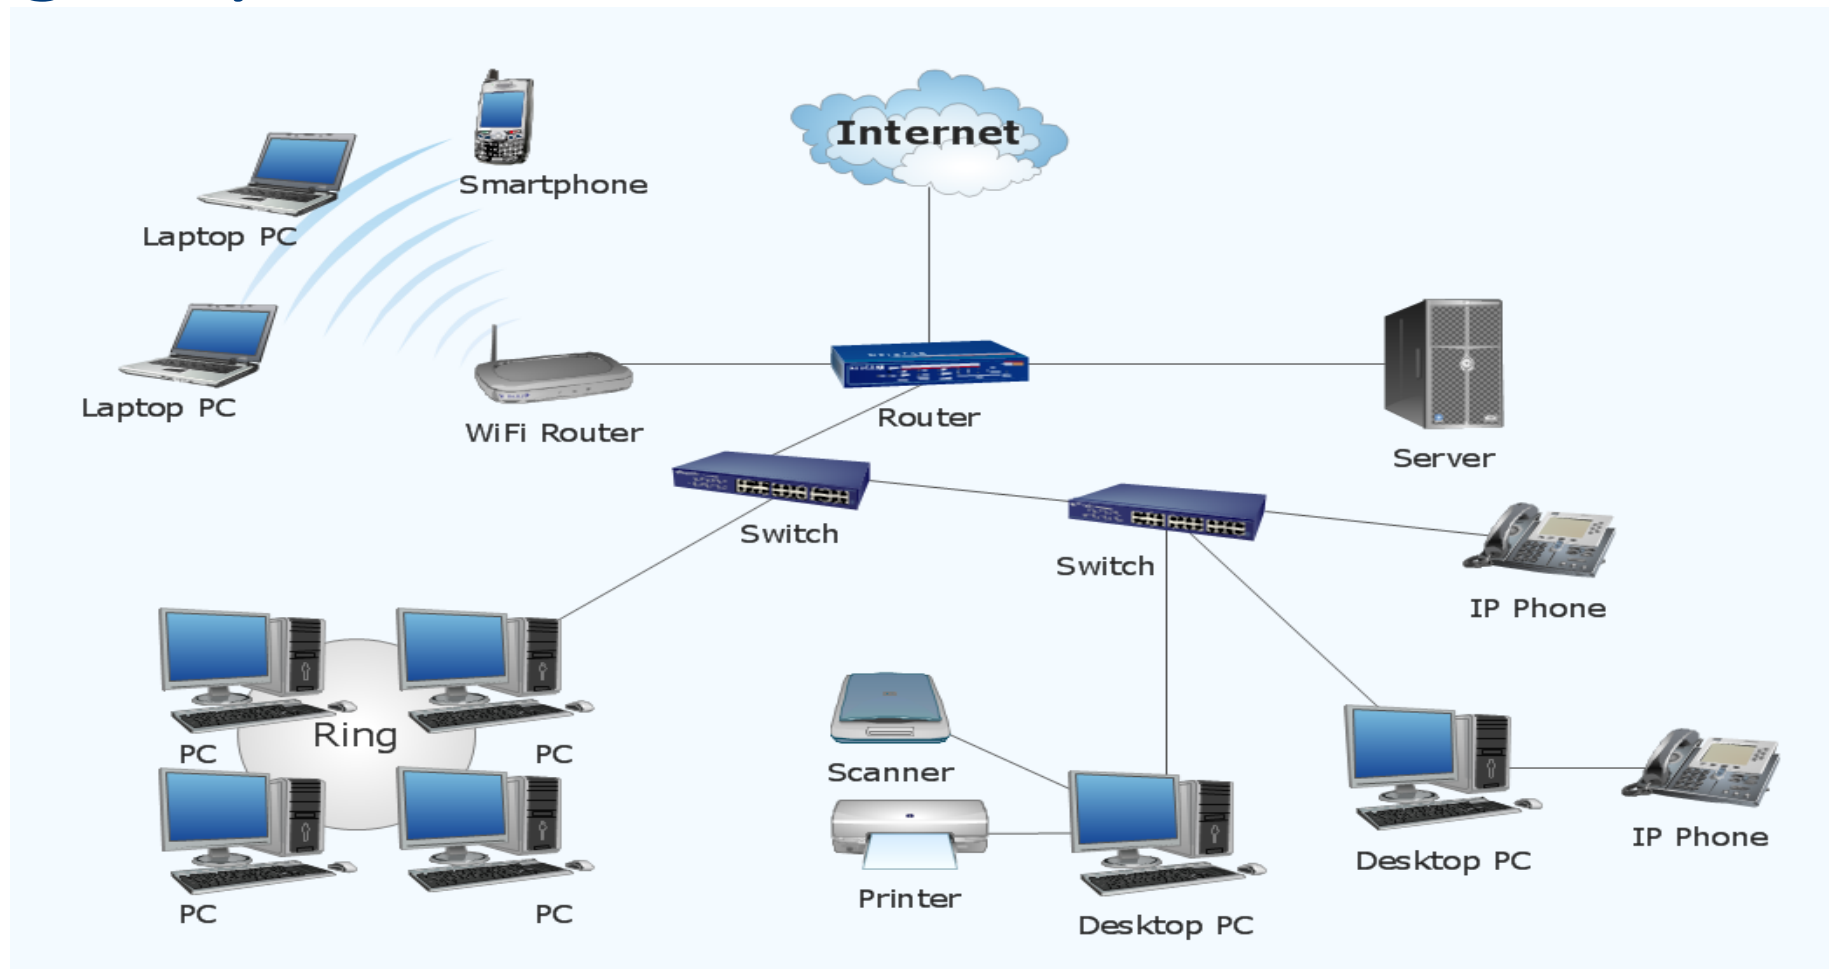 Internet
Smartphone
Laptop PC
Laptop PC
WiFi Router
Router
Server
Switch
Switch
IP Phone
Ring
PC
PC
PC
PC
Scanner
Printer
Desktop PC
Desktop PC
IP Phone